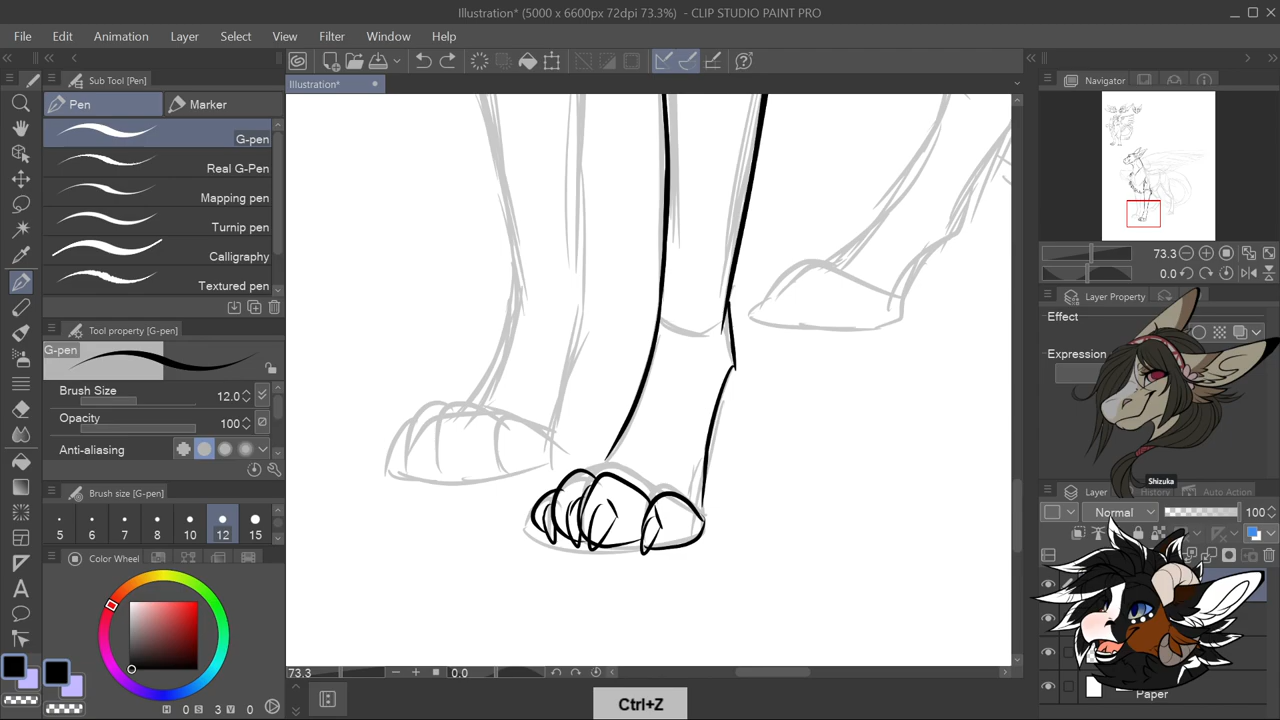 Illustration* (5000 x 6600px 72dpi 73.3%) - CLIP STUDIO PAINT PRO
File Edit Animation Layer Select View Filter Window Help
Sub Tool [Pen]
Illustration*
Navigator
Pen Marker
G-pen
Real G-Pen
Mapping pen
Turnip pen
Calligraphy
Textured pen
73.3
0.0
Layer Property
Effect
Expression
Tool property [G-pen]
G-pen
Brush Size 12.0
Opacity 100
Anti-aliasing
Brush size [G-pen]
5 6 7 8 10 12 15
Color Wheel
H 0 S 3 V 0
Shizuka
Layer History Auto Action
Normal 100
Paper
73.3 0.0
Ctrl+Z